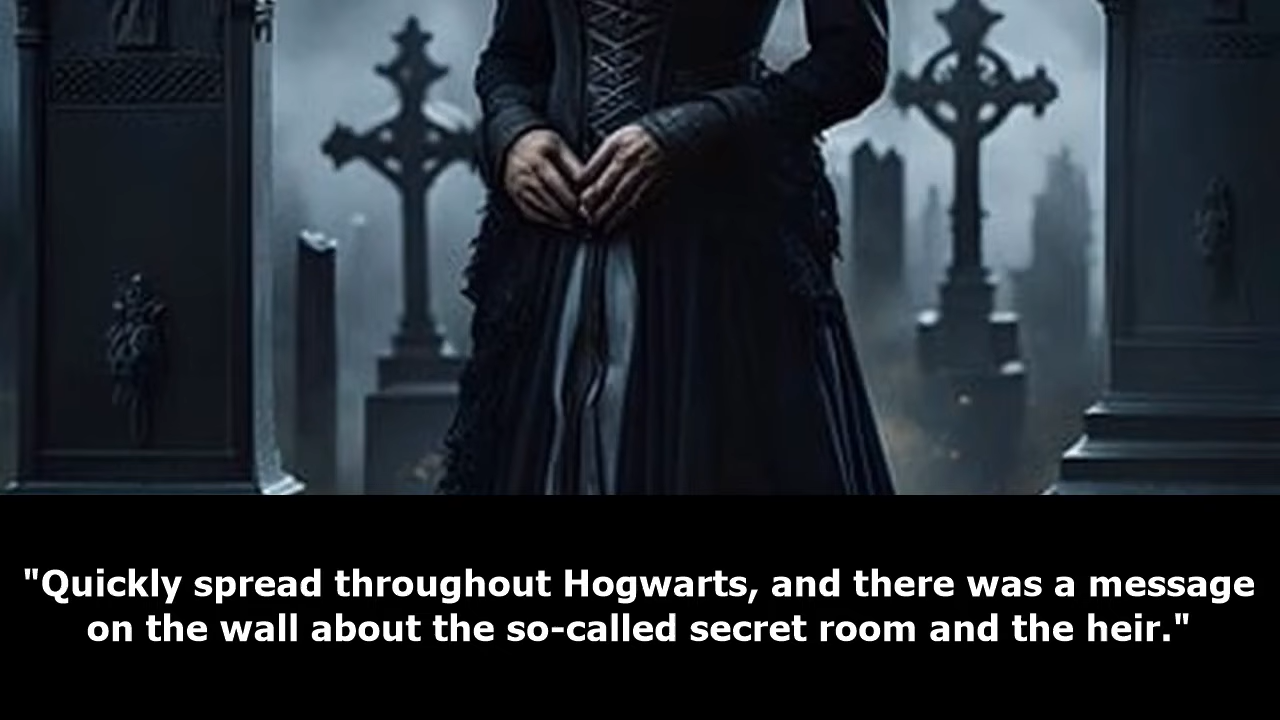 "Quickly spread throughout Hogwarts, and there was a message
on the wall about the so-called secret room and the heir."